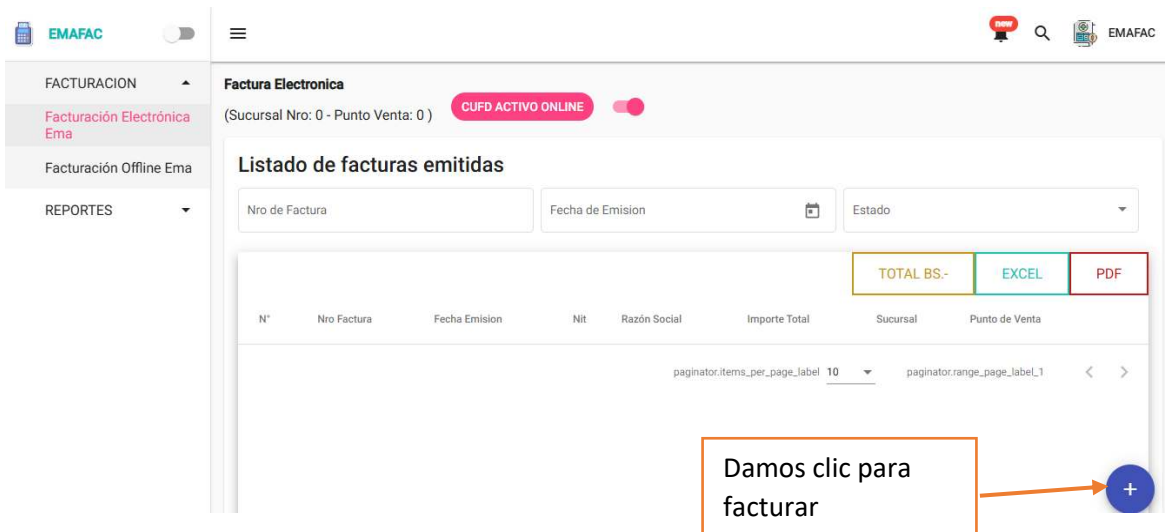 EMAFAC
new
EMAFAC
FACTURACION
Facturación Electrónica
Ema
Facturación Offline Ema
REPORTES
Factura Electronica
(Sucursal Nro: 0 - Punto Venta: 0 )
CUFD ACTIVO ONLINE
Listado de facturas emitidas
Nro de Factura
Fecha de Emision
Estado
TOTAL BS.-
EXCEL
PDF
N° Nro Factura Fecha Emision Nit Razón Social Importe Total Sucursal Punto de Venta
paginator.items_per_page_label 10 paginator.range_page_label_1
Damos clic para
facturar
+